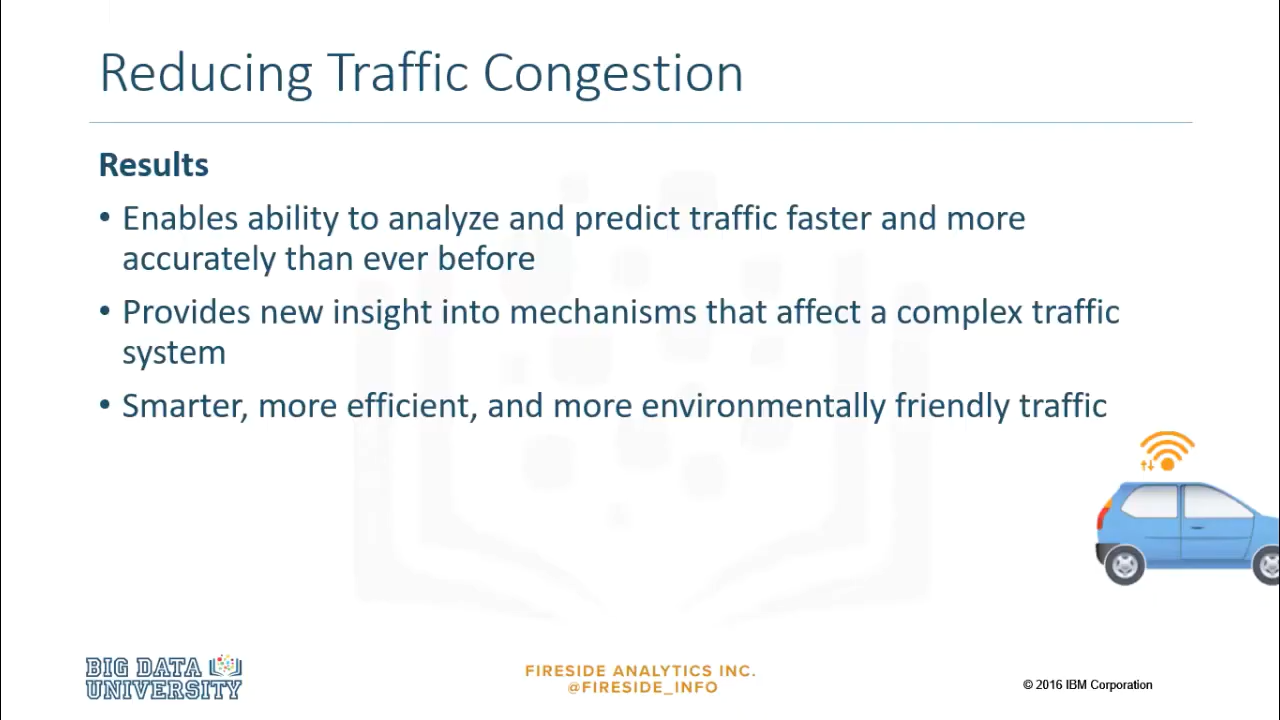 Reducing Traffic Congestion
Results
• Enables ability to analyze and predict traffic faster and more
accurately than ever before
• Provides new insight into mechanisms that affect a complex traffic
system
• Smarter, more efficient, and more environmentally friendly traffic
BIG DATA
UNIVERSITY
FIRESIDE ANALYTICS INC.
@FIRESIDE_INFO
© 2016 IBM Corporation